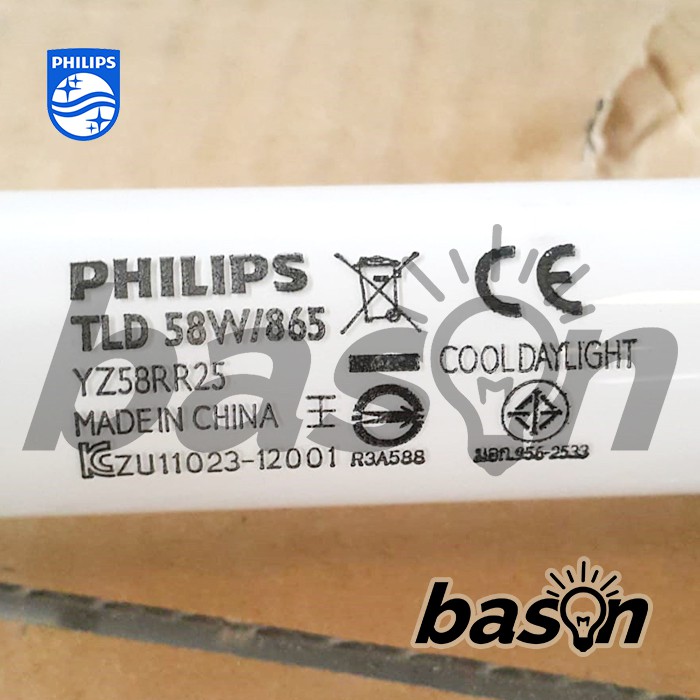 PHILIPS
PHILIPS
TLD 58W/865
YZ58RR25
MADE IN CHINA
ZU11023-12001
CE
COOLDAYLIGHT
R3A588
มอก.956-2533
bason
bason